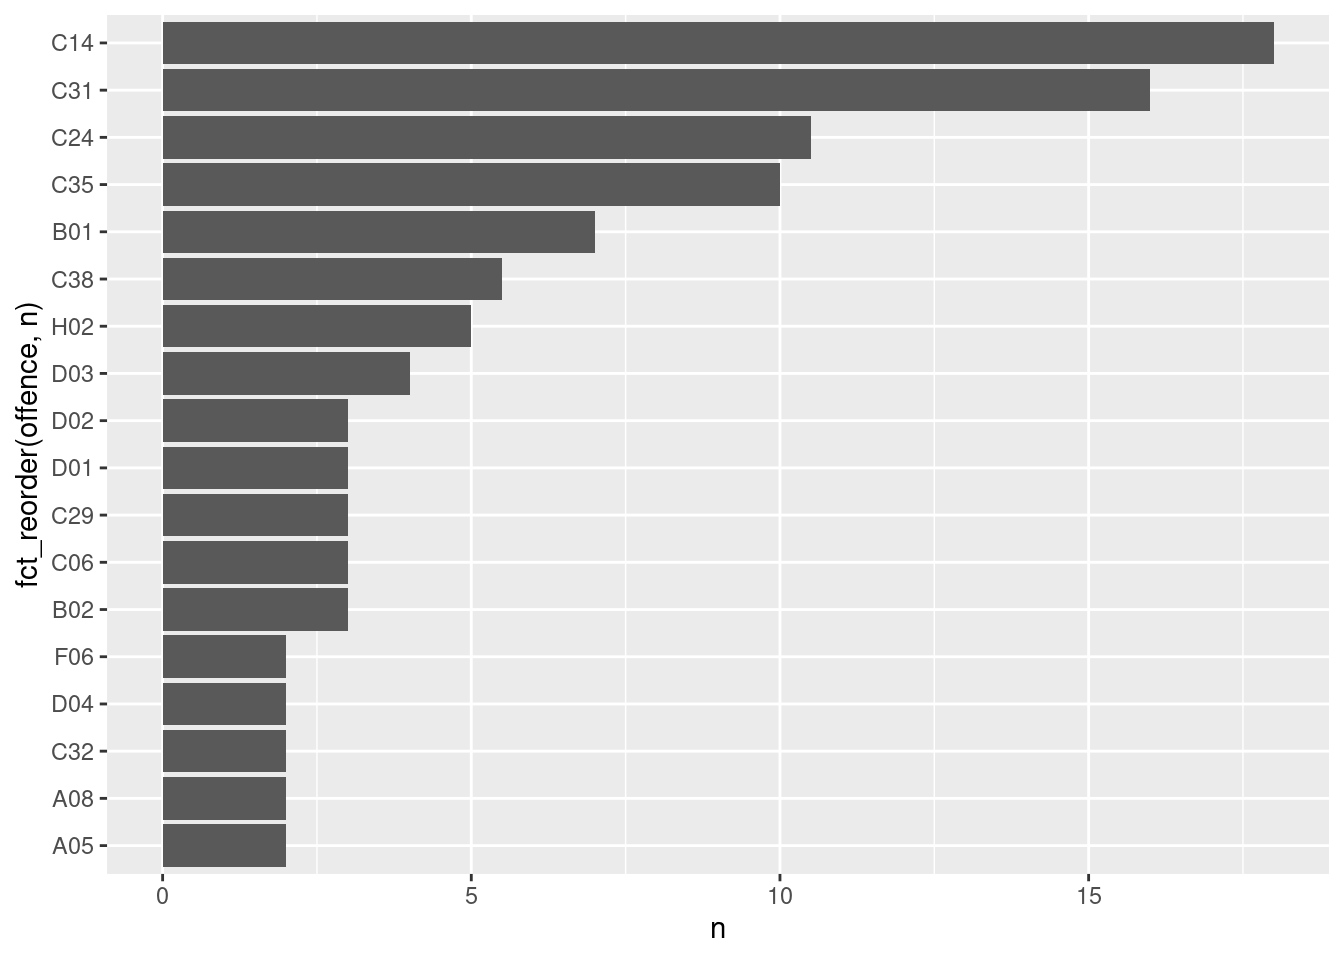 fct_reorder(offence, n)
C14
C31
C24
C35
B01
C38
H02
D03
D02
D01
C29
C06
B02
F06
D04
C32
A08
A05
0 5 10 15
n